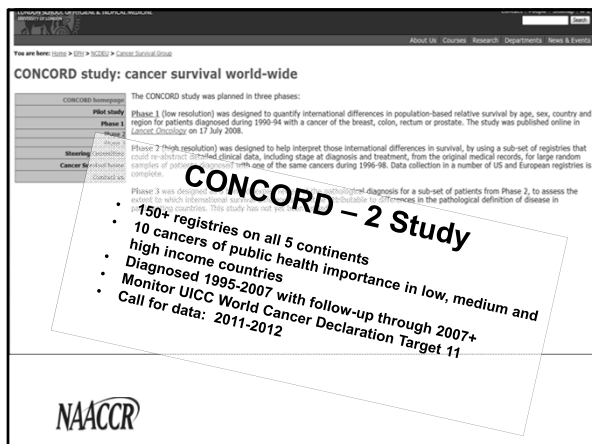 LONDON SCHOOL OF HYGIENE & TROPICAL MEDICINE
UNIVERSITY OF LONDON
Search
About Us Courses Research Departments News & Events
You are here: Home > EPH > NCDEU > Cancer Survival Group
CONCORD study: cancer survival world-wide
CONCORD homepage
Pilot study
Phase 1
Phase 2
Phase 3
Steering Committee
Cancer Survival home
Contact us
The CONCORD study was planned in three phases:
Phase 1 (low resolution) was designed to quantify international differences in population-based relative survival by age, sex, country and
region for patients diagnosed during 1990-94 with a cancer of the breast, colon, rectum or prostate. The study was published online in
Lancet Oncology on 17 July 2008.
Phase 2 (high resolution) was designed to help interpret those international differences in survival, by using a sub-set of registries that
could re-abstract detailed clinical data, including stage at diagnosis and treatment, from the original medical records, for large random
samples of patients diagnosed with one of the same cancers during 1996-98. Data collection in a number of US and European registries is
complete.
Phase 3 was designed pathological diagnosis for a sub-set of patients from Phase 2, to assess the
extent to which international differences in the pathological definition of disease in
countries. This study has not yet
CONCORD – 2 Study
• 150+ registries on all 5 continents
• 10 cancers of public health importance in low, medium and
high income countries
• Diagnosed 1995-2007 with follow-up through 2007+
• Monitor UICC World Cancer Declaration Target 11
• Call for data: 2011-2012
NAACCR